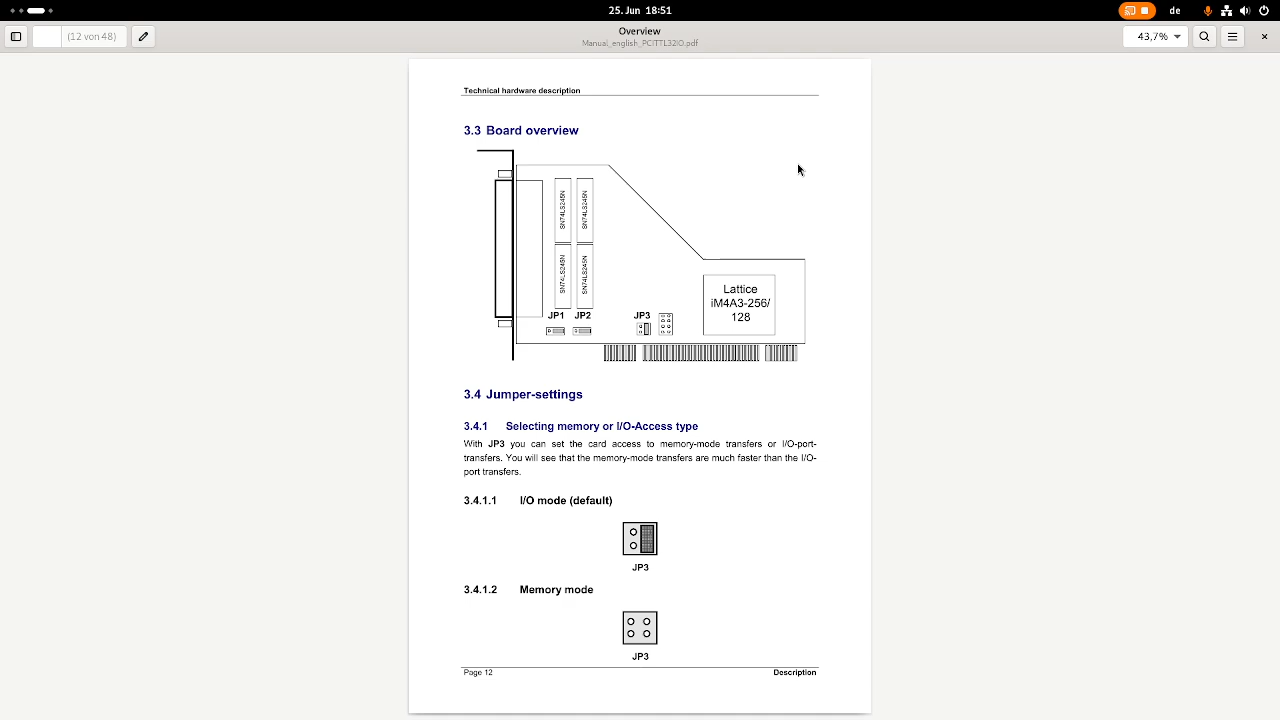 25. Jun 18:51
de
(12 von 48)
Overview
Manual_english_PCITTL32IO.pdf
43,7%
Technical hardware description
3.3 Board overview
SN74LS245N
SN74LS245N
SN74LS245N
SN74LS245N
JP1
JP2
JP3
Lattice
iM4A3-256/
128
3.4 Jumper-settings
3.4.1 Selecting memory or I/O-Access type
With JP3 you can set the card access to memory-mode transfers or I/O-port-
transfers. You will see that the memory-mode transfers are much faster than the I/O-
port transfers.
3.4.1.1 I/O mode (default)
JP3
3.4.1.2 Memory mode
JP3
Page 12
Description